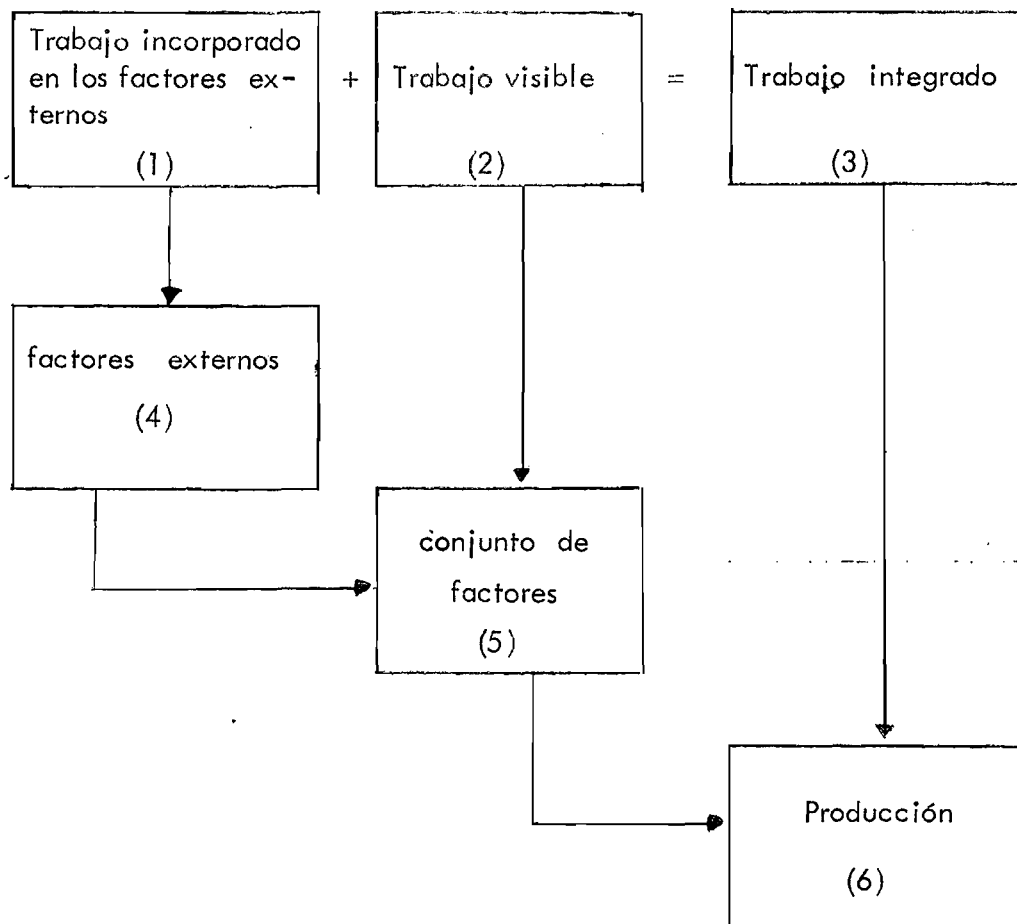 Trabajo incorporado
en los factores ex-
ternos
(1)
+
Trabajo visible
(2)
=
Trabajo integrado
(3)
factores externos
(4)
conjunto de
factores
(5)
Producción
(6)